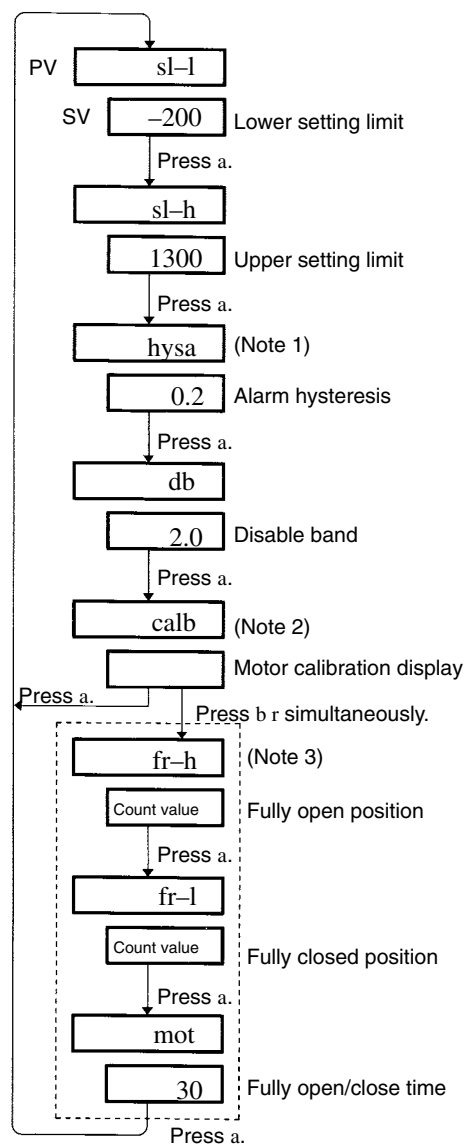 PV sl–l
SV –200 Lower setting limit
Press a.
sl–h
1300 Upper setting limit
Press a.
hysa (Note 1)
0.2 Alarm hysteresis
Press a.
db
2.0 Disable band
Press a.
calb (Note 2)
Motor calibration display
Press a.
Press b r simultaneously.
fr–h (Note 3)
Count value Fully open position
Press a.
fr–l
Count value Fully closed position
Press a.
mot
30 Fully open/close time
Press a.